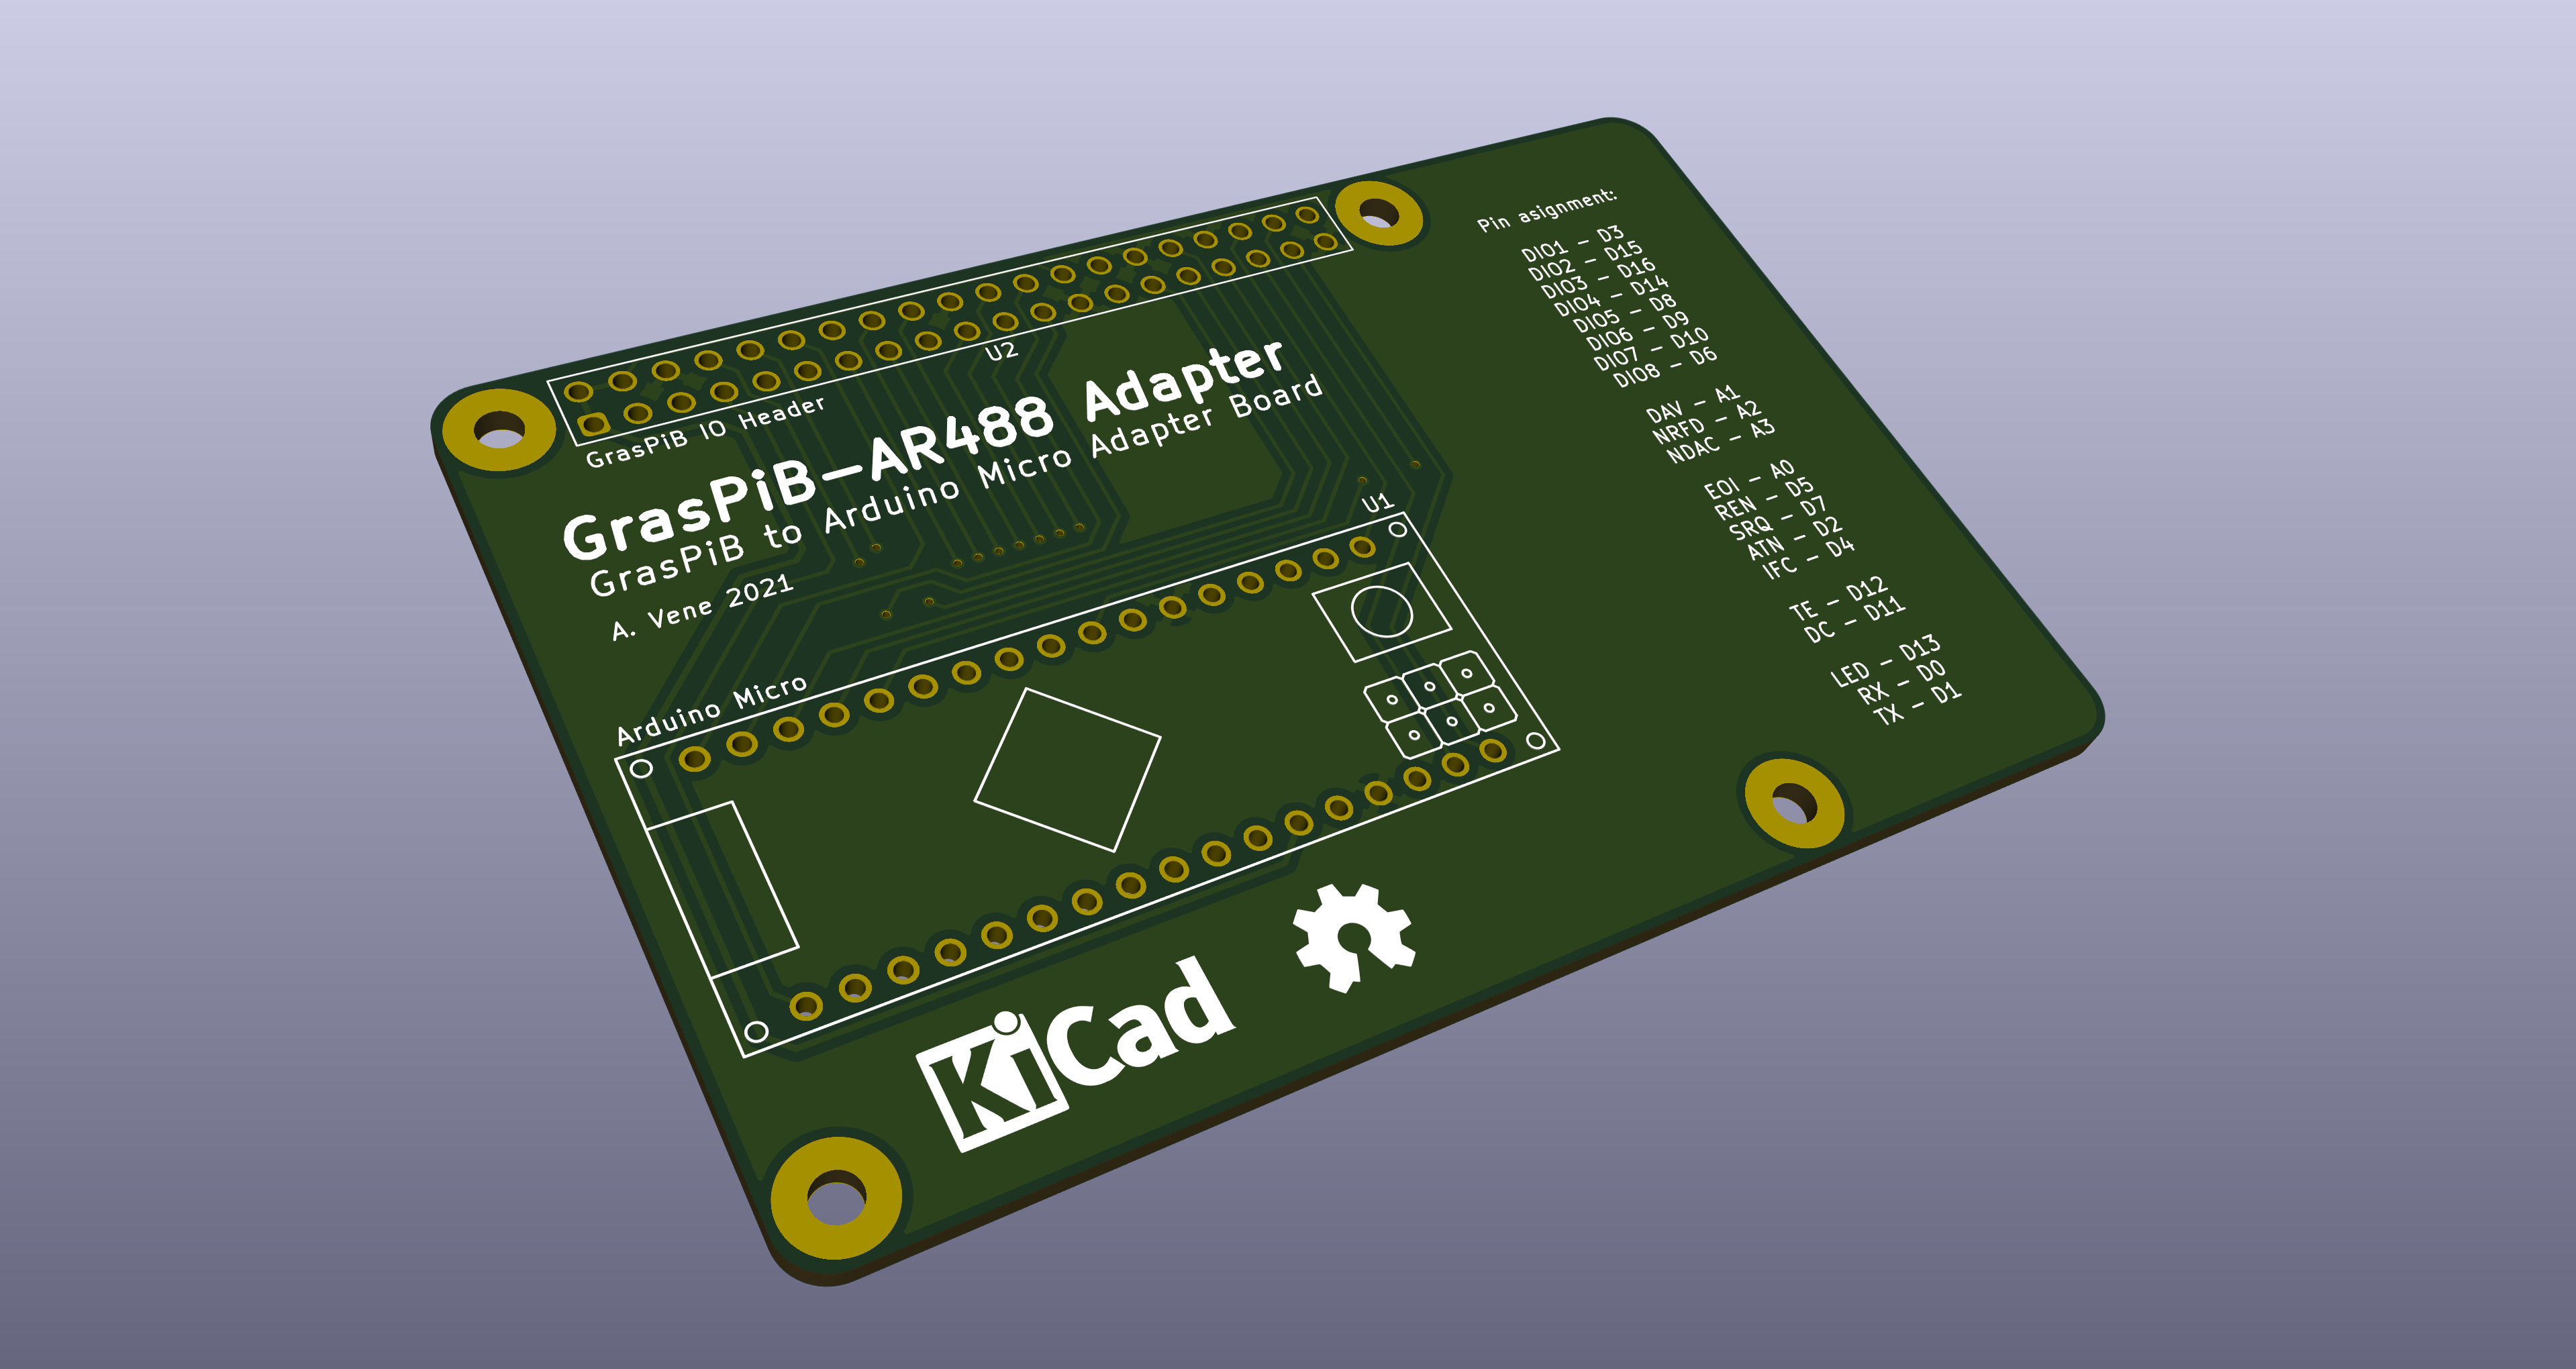 U2
GrasPiB IO Header
GrasPiB-AR488 Adapter
GrasPiB to Arduino Micro Adapter Board
A. Vene 2021
U1
Arduino Micro
KiCad
Pin asignment:
DIO1 - D3
DIO2 - D15
DIO3 - D16
DIO4 - D14
DIO5 - D8
DIO6 - D9
DIO7 - D10
DIO8 - D6
DAV - A1
NRFD - A2
NDAC - A3
EOI - A0
REN - D5
SRQ - D7
ATN - D2
IFC - D4
TE - D12
DC - D11
LED - D13
RX - D0
TX - D1